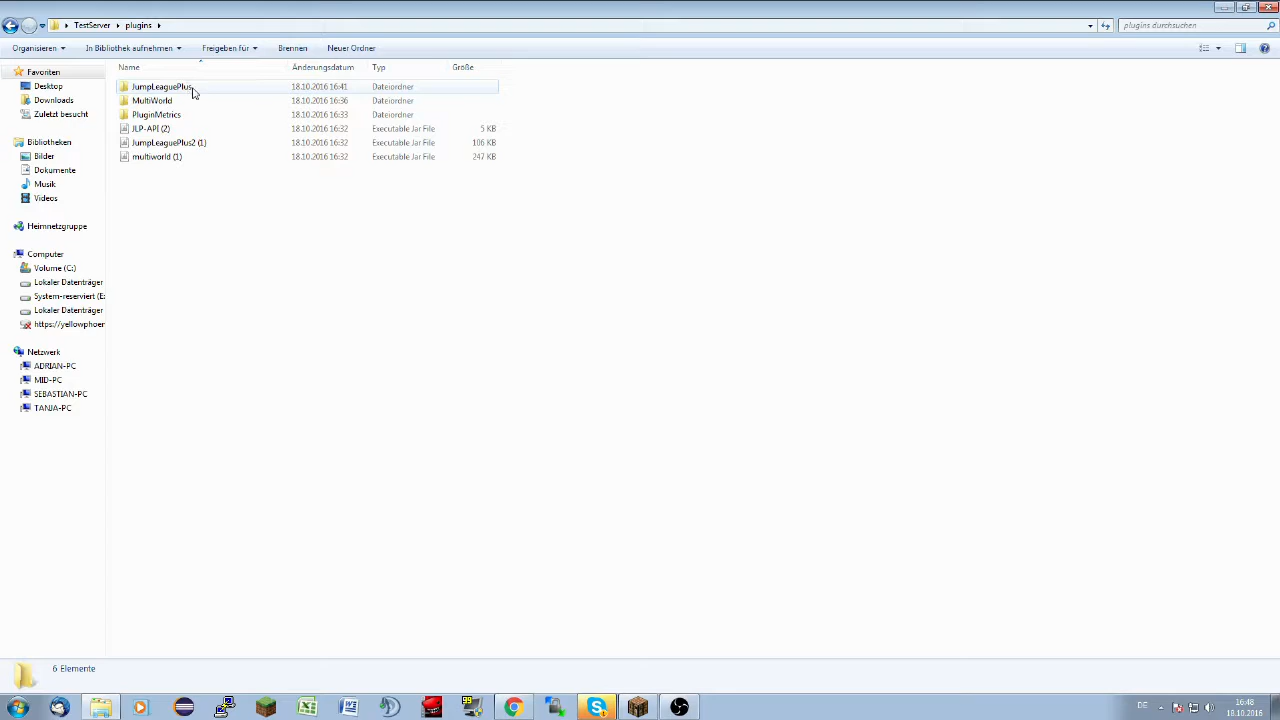 TestServer ▸ plugins ▸
plugins durchsuchen
Organisieren
In Bibliothek aufnehmen
Freigeben für
Brennen
Neuer Ordner
Name
Änderungsdatum
Typ
Größe
Favoriten
Desktop
Downloads
Zuletzt besucht
Bibliotheken
Bilder
Dokumente
Musik
Videos
Heimnetzgruppe
Computer
Volume (C:)
Lokaler Datenträger
System-reserviert (E:
Lokaler Datenträger
https://yellowphoen
Netzwerk
ADRIAN-PC
MID-PC
SEBASTIAN-PC
TANJA-PC
JumpLeaguePlus 18.10.2016 16:41 Dateiordner
MultiWorld 18.10.2016 16:36 Dateiordner
PluginMetrics 18.10.2016 16:33 Dateiordner
JLP-API (2) 18.10.2016 16:32 Executable Jar File 5 KB
JumpLeaguePlus2 (1) 18.10.2016 16:32 Executable Jar File 106 KB
multiworld (1) 18.10.2016 16:32 Executable Jar File 247 KB
6 Elemente
99
DE
16:48
18.10.2016